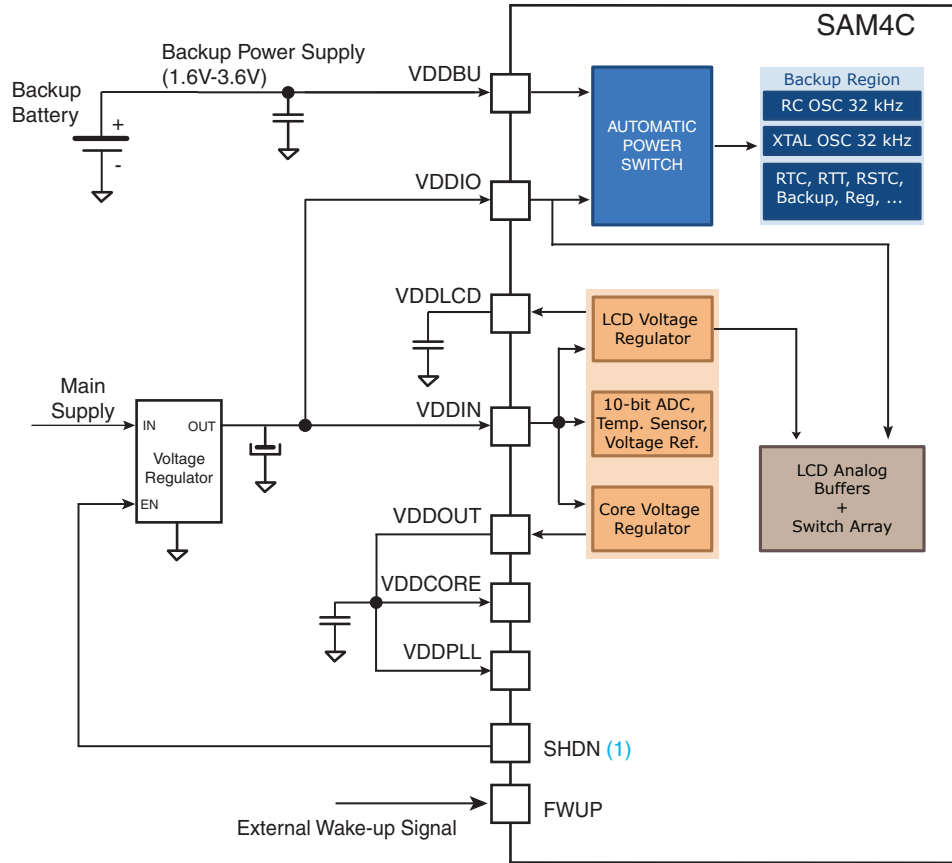 SAM4C
Backup Power Supply
(1.6V-3.6V)
VDDBU
Backup
Battery
+
-
AUTOMATIC
POWER
SWITCH
Backup Region
RC OSC 32 kHz
XTAL OSC 32 kHz
RTC, RTT, RSTC,
Backup, Reg, ...
VDDIO
VDDLCD
LCD Voltage
Regulator
Main
Supply
VDDIN
10-bit ADC,
Temp. Sensor,
Voltage Ref.
IN
OUT
Voltage
Regulator
EN
LCD Analog
Buffers
+
Switch Array
Core Voltage
Regulator
VDDOUT
VDDCORE
VDDPLL
SHDN (1)
FWUP
External Wake-up Signal